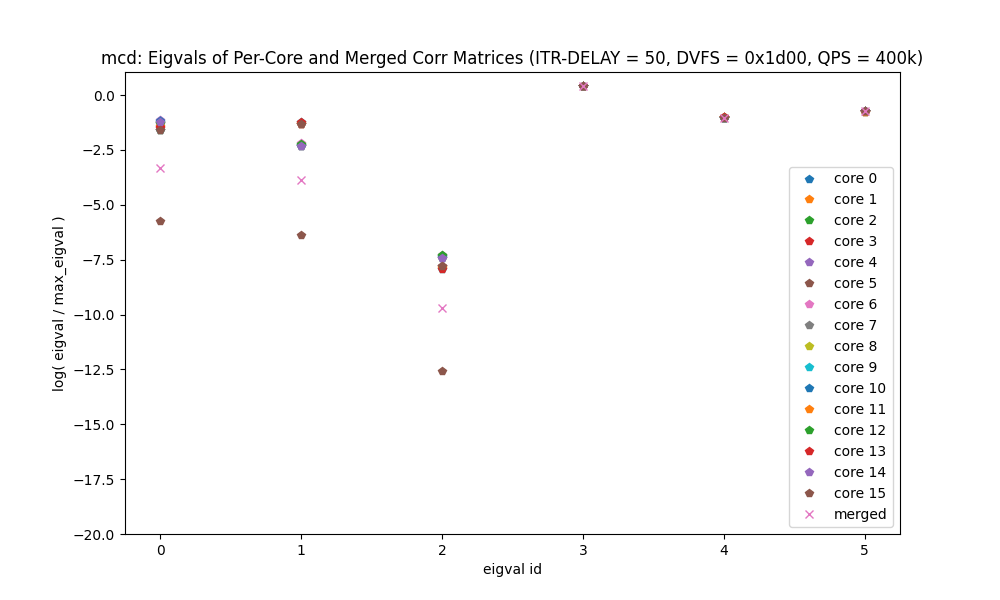 mcd: Eigvals of Per-Core and Merged Corr Matrices (ITR-DELAY = 50, DVFS = 0x1d00, QPS = 400k)
log( eigval / max_eigval )
0.0
−2.5
−5.0
−7.5
−10.0
−12.5
−15.0
−17.5
−20.0
core 0
core 1
core 2
core 3
core 4
core 5
core 6
core 7
core 8
core 9
core 10
core 11
core 12
core 13
core 14
core 15
merged
0 1 2 3 4 5
eigval id